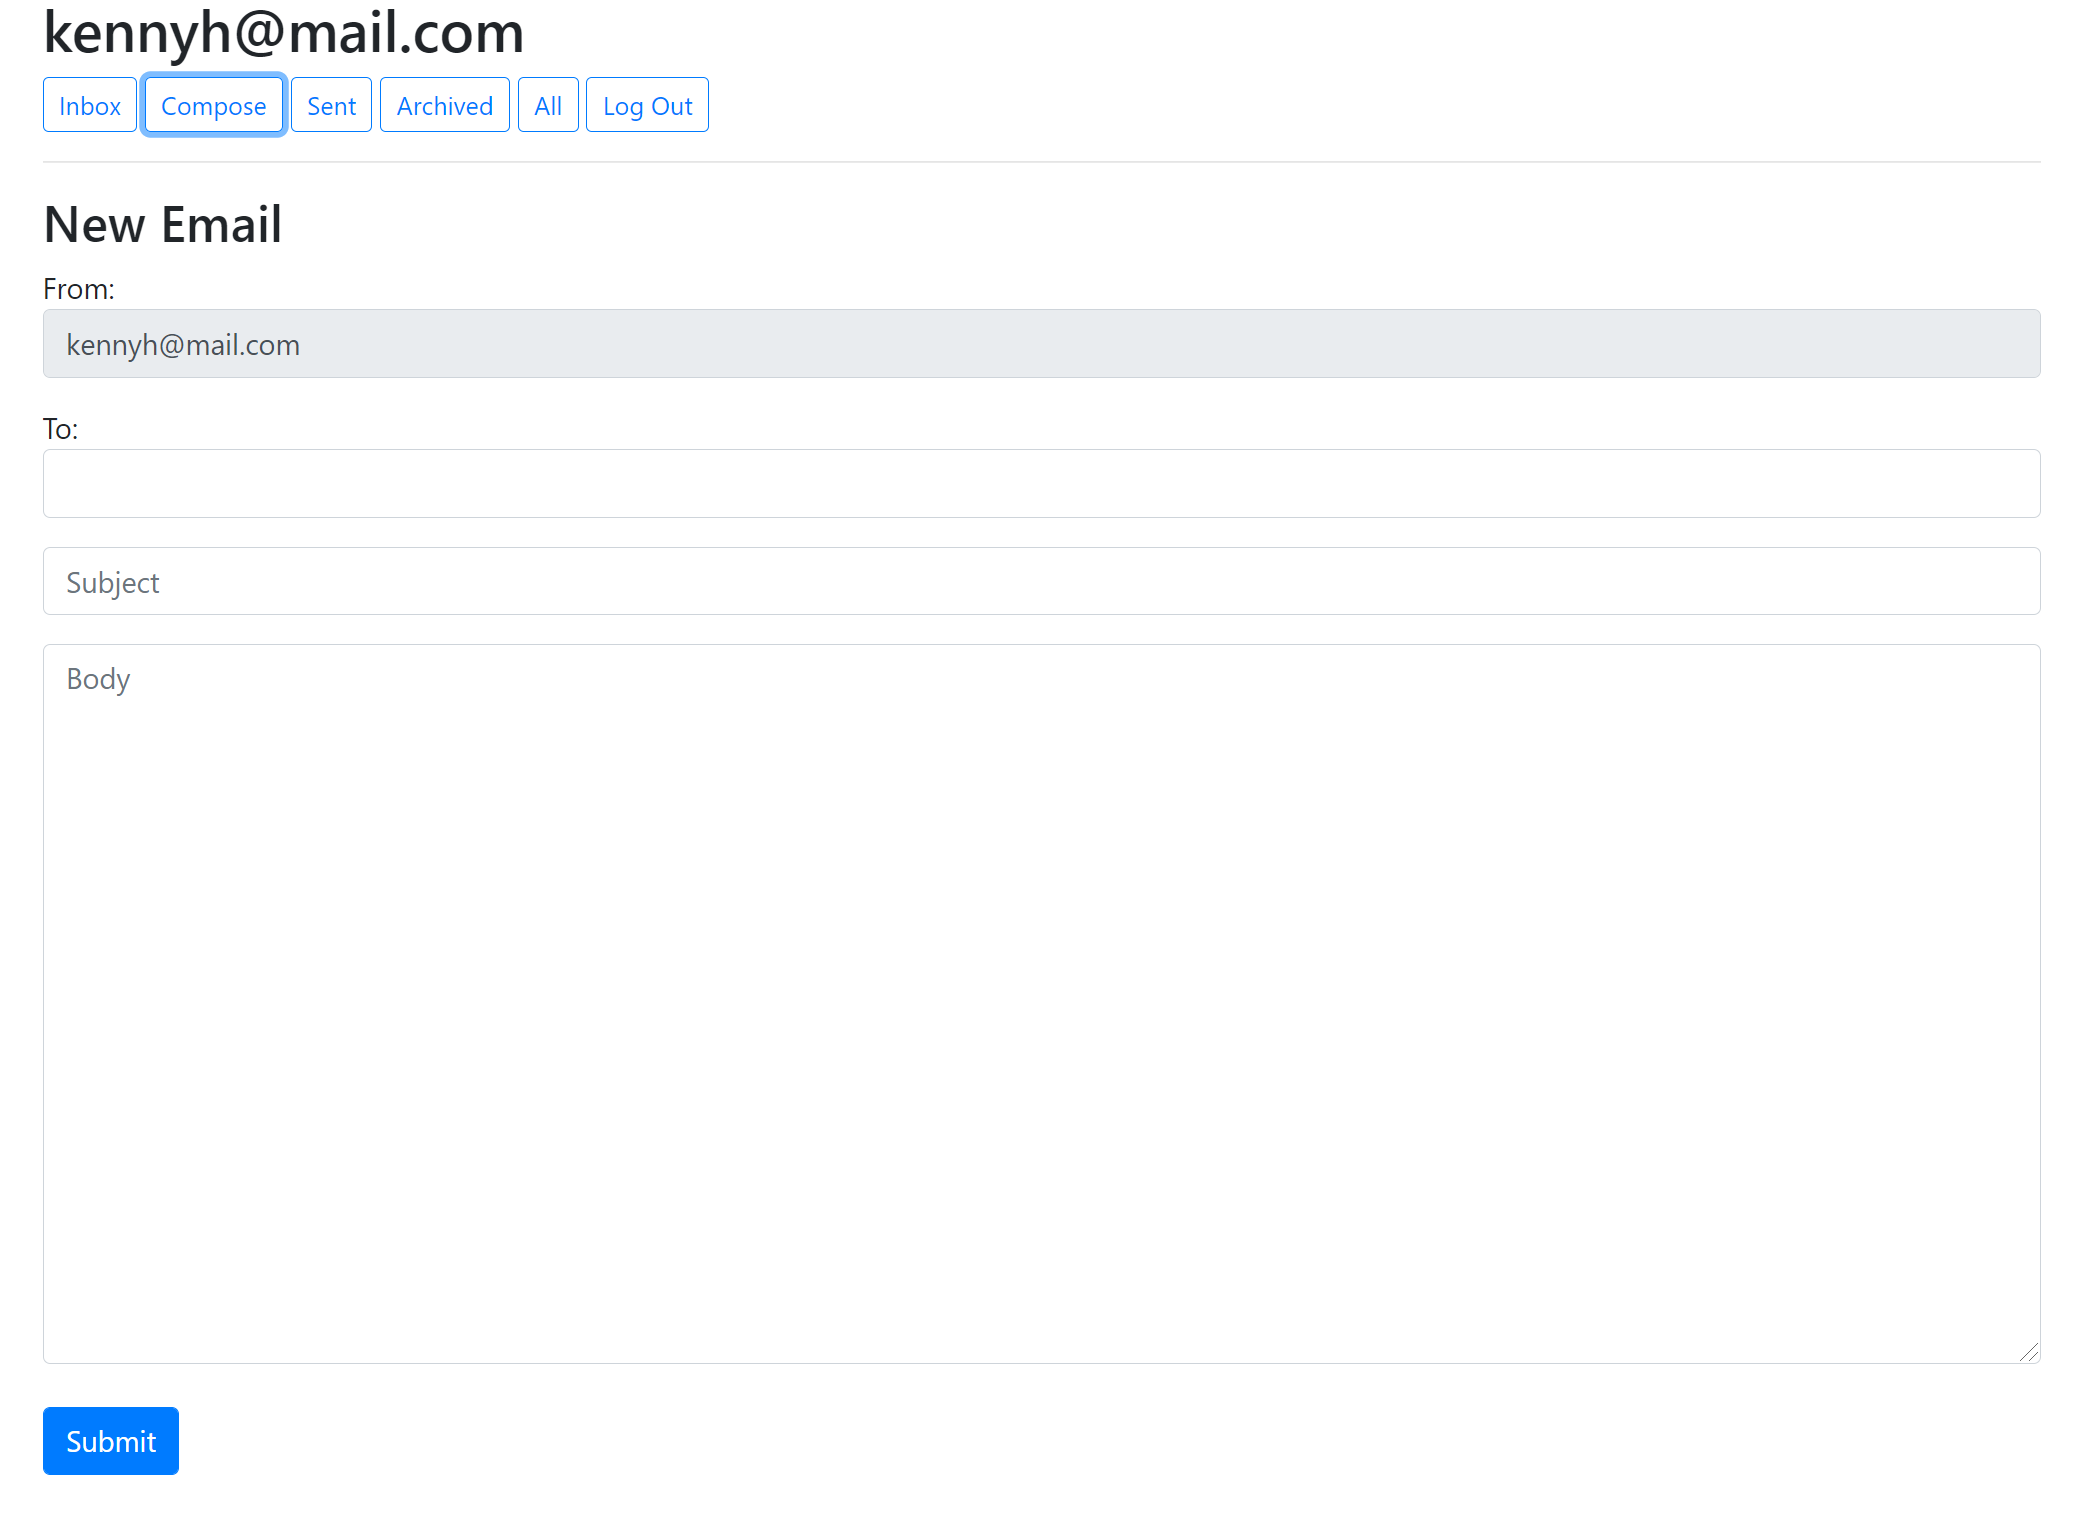 kennyh@mail.com
Inbox Compose Sent Archived All Log Out
New Email
From:
kennyh@mail.com
To:
Subject
Body
Submit